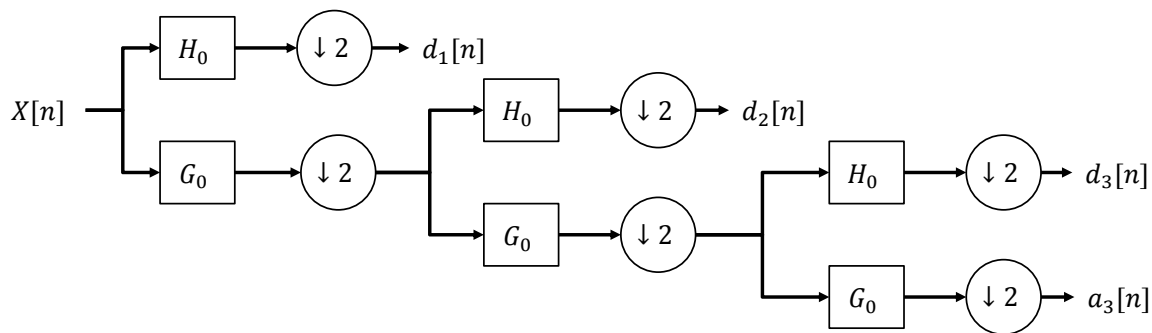 H₀
↓ 2
d₁[n]
X[n]
G₀
↓ 2
H₀
↓ 2
d₂[n]
G₀
↓ 2
H₀
↓ 2
d₃[n]
G₀
↓ 2
a₃[n]